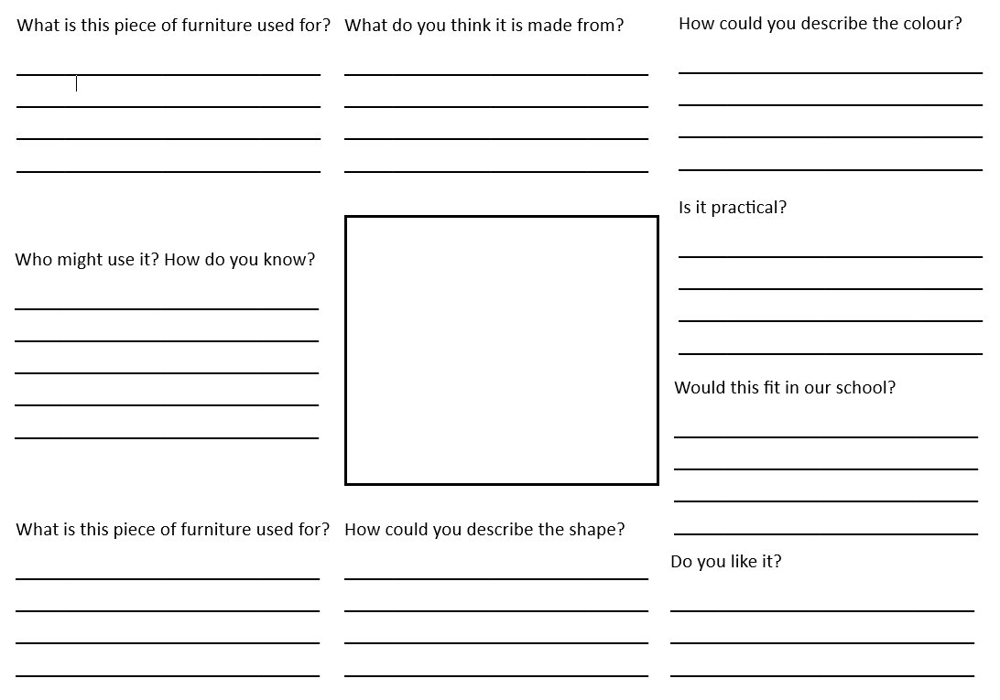 What is this piece of furniture used for?
What do you think it is made from?
How could you describe the colour?
Is it practical?
Who might use it? How do you know?
Would this fit in our school?
What is this piece of furniture used for?
How could you describe the shape?
Do you like it?